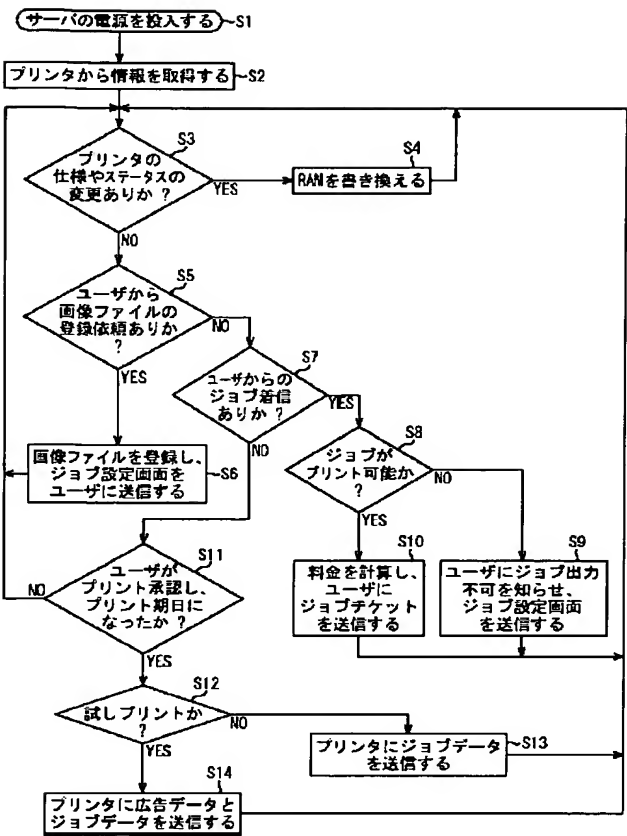 サーバの電源を投入する
S1
プリンタから情報を取得する
S2
S3
プリンタの
仕様やステータスの
変更ありか ?
YES
NO
S4
RAMを書き換える
S5
ユーザから
画像ファイルの
登録依頼ありか
?
NO
YES
S7
ユーザからの
ジョブ着信
ありか ?
YES
NO
画像ファイルを登録し、
ジョブ設定画面を
ユーザに送信する
S6
S8
ジョブが
プリント可能か
?
NO
YES
S10
料金を計算し、
ユーザに
ジョブチケット
を送信する
S9
ユーザにジョブ出力
不可を知らせ、
ジョブ設定画面
を送信する
S11
ユーザが
プリント承認し、
プリント期日に
なったか ?
NO
YES
S12
試しプリントか
?
NO
YES
プリンタにジョブデータ
を送信する
S13
S14
プリンタに広告データと
ジョブデータを送信する